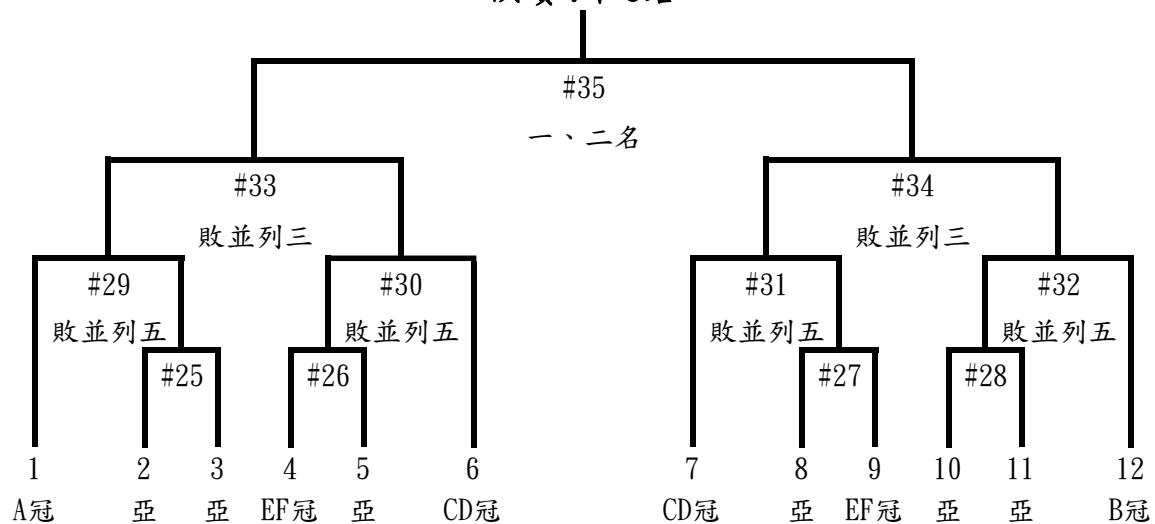 #35
一、二名
#33 #34
敗並列三 敗並列三
#29 #30 #31 #32
敗並列五 敗並列五 敗並列五 敗並列五
#25 #26 #27 #28
1 2 3 4 5 6 7 8 9 10 11 12
A冠 亞 亞 EF冠 亞 CD冠 CD冠 亞 EF冠 亞 亞 B冠